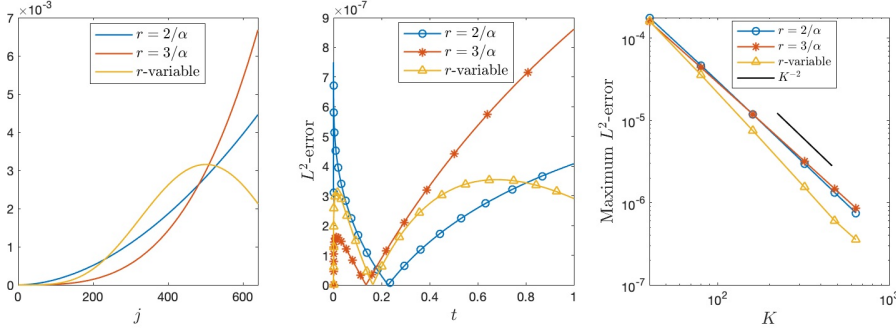 ×10⁻³
7
6
5
4
3
2
1
0
0
200
400
600
j
r = 2/α
r = 3/α
r-variable
×10⁻⁷
9
8
7
6
5
4
3
2
1
0
0.0
0.2
0.4
0.6
0.8
1
t
L²-error
r = 2/α
r = 3/α
r-variable
10⁻⁴
10⁻⁵
10⁻⁶
10⁻⁷
10²
10³
K
Maximum L²-error
r = 2/α
r = 3/α
r-variable
K⁻²